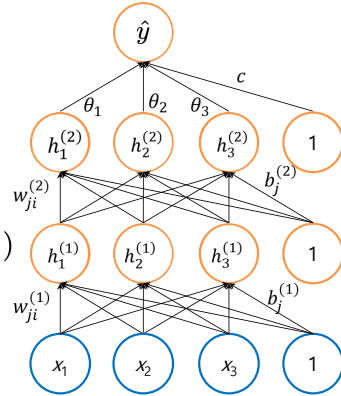 ŷ
θ₁ θ₂ θ₃ c
h₁⁽²⁾ h₂⁽²⁾ h₃⁽²⁾ 1
wⱼᵢ⁽²⁾ bⱼ⁽²⁾
) h₁⁽¹⁾ h₂⁽¹⁾ h₃⁽¹⁾ 1
wⱼᵢ⁽¹⁾ bⱼ⁽¹⁾
x₁ x₂ x₃ 1